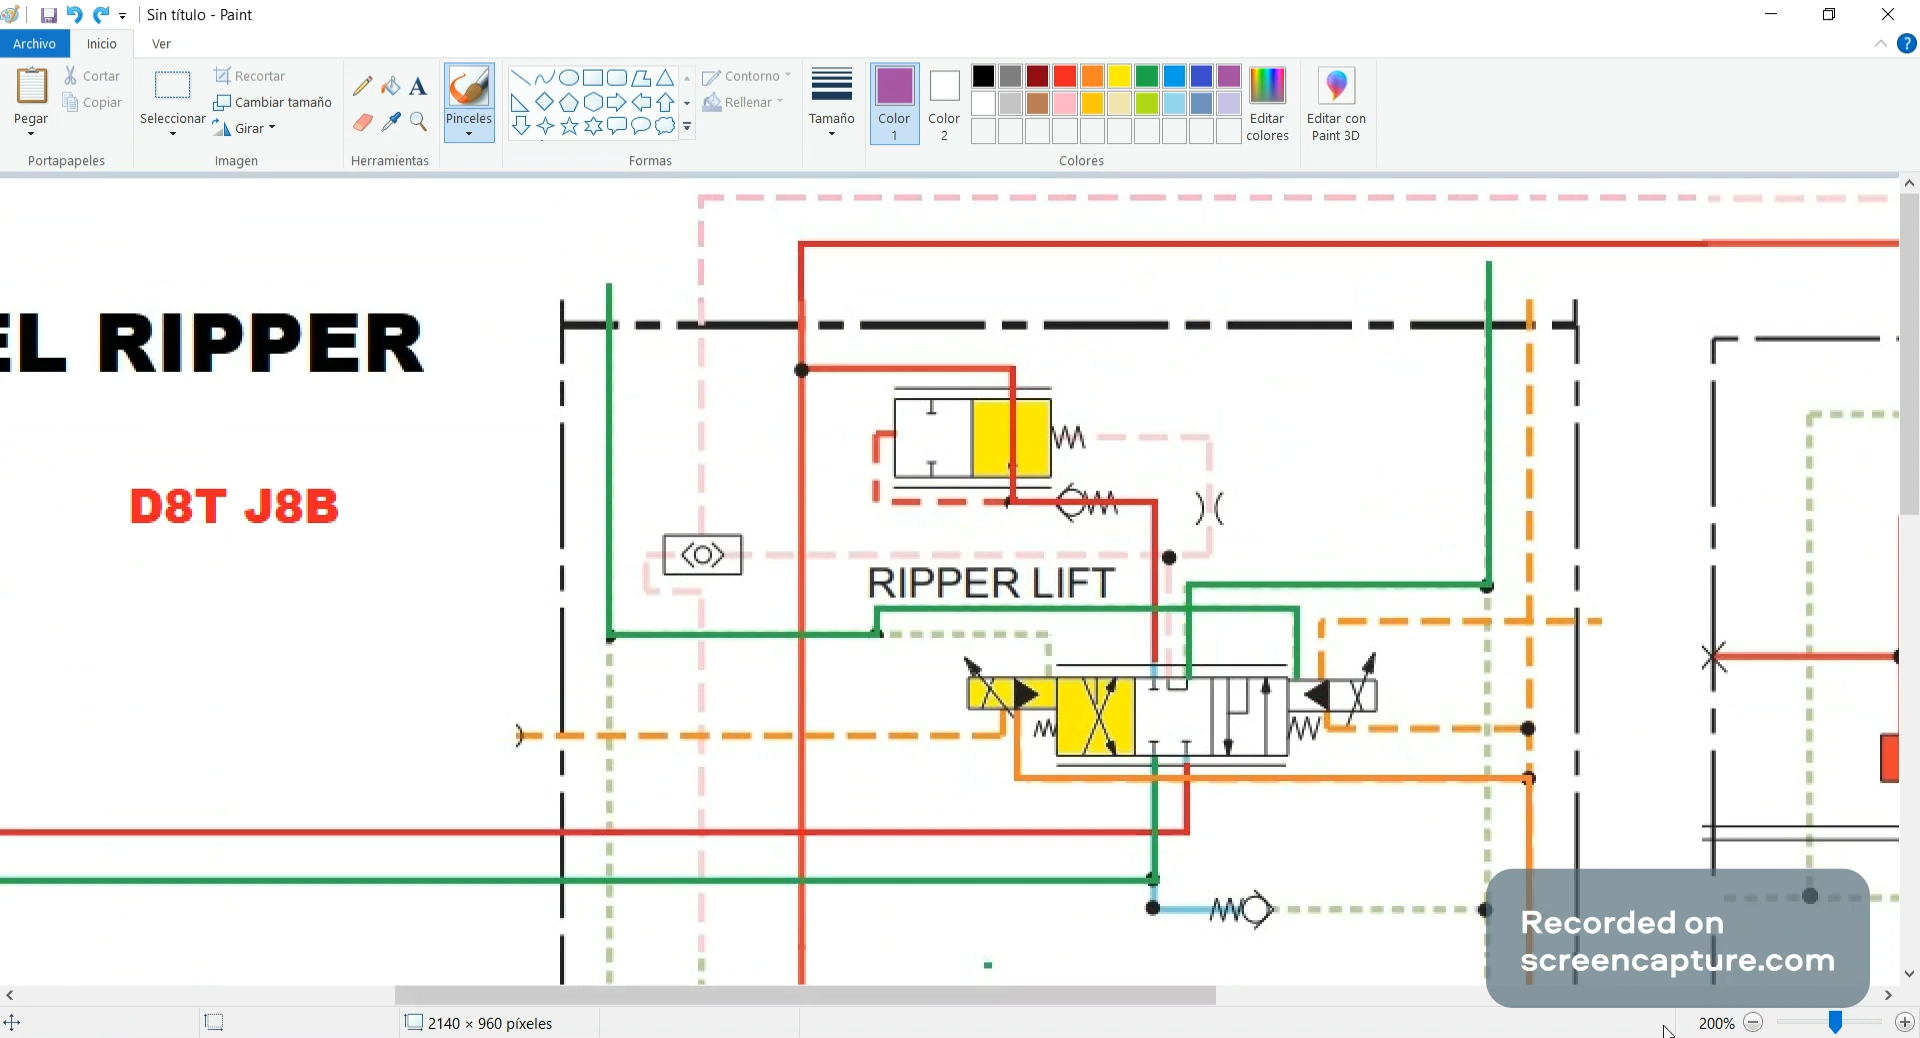 Sin título - Paint
Archivo
Inicio
Ver
Pegar
Cortar
Copiar
Portapapeles
Seleccionar
Recortar
Cambiar tamaño
Girar
Imagen
A
Herramientas
Pinceles
Contorno
Rellenar
Formas
Tamaño
Color
1
Color
2
Editar
colores
Editar con
Paint 3D
Colores
EL RIPPER
D8T J8B
RIPPER LIFT
Recorded on
screencapture.com
2140 × 960 píxeles
200%